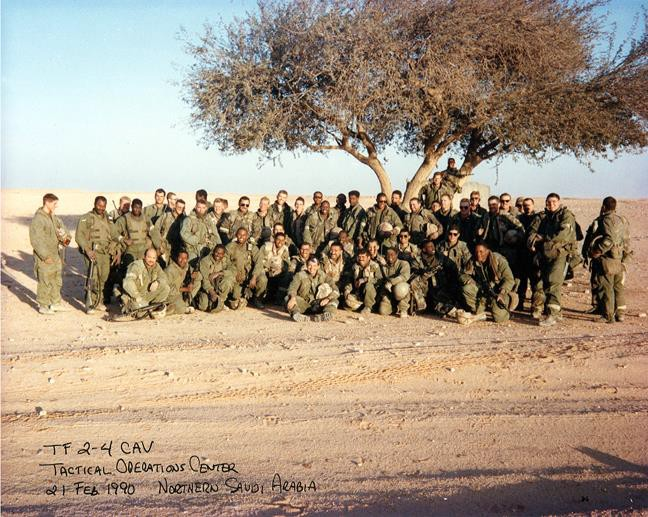 TF 2-4 CAV
TACTICAL OPERATIONS CENTER
21 FEB 1990 NORTHERN SAUDI ARABIA